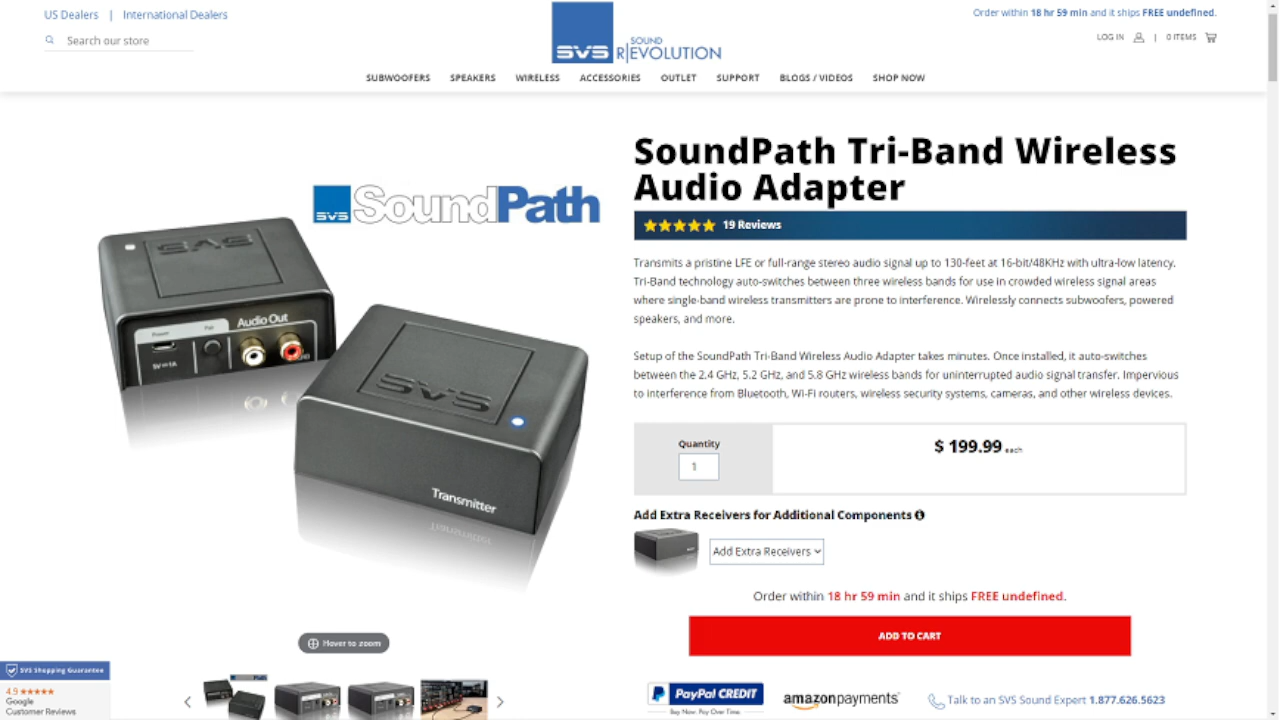 US Dealers | International Dealers
Order within 18 hr 59 min and it ships FREE undefined.
Search our store
LOG IN | 0 ITEMS
SVS SOUND R|EVOLUTION
SUBWOOFERS SPEAKERS WIRELESS ACCESSORIES OUTLET SUPPORT BLOGS / VIDEOS SHOP NOW
SVS SoundPath
SVS
Audio Out
Power
Pair
5V⎓1A
SVS
Transmitter
Hover to zoom
SoundPath Tri-Band Wireless
Audio Adapter
19 Reviews
Transmits a pristine LFE or full-range stereo audio signal up to 130-feet at 16-bit/48KHz with ultra-low latency.
Tri-Band technology auto-switches between three wireless bands for use in crowded wireless signal areas
where single-band wireless transmitters are prone to interference. Wirelessly connects subwoofers, powered
speakers, and more.
Setup of the SoundPath Tri-Band Wireless Audio Adapter takes minutes. Once installed, it auto-switches
between the 2.4 GHz, 5.2 GHz, and 5.8 GHz wireless bands for uninterrupted audio signal transfer. Impervious
to interference from Bluetooth, Wi-Fi routers, wireless security systems, cameras, and other wireless devices.
Quantity
1
$ 199.99 each
Add Extra Receivers for Additional Components
Add Extra Receivers
Order within 18 hr 59 min and it ships FREE undefined.
ADD TO CART
PayPal CREDIT
Buy Now. Pay Over Time.
amazonpayments
Talk to an SVS Sound Expert 1.877.626.5623
SVS Shopping Guarantee
4.9
Google
Customer Reviews